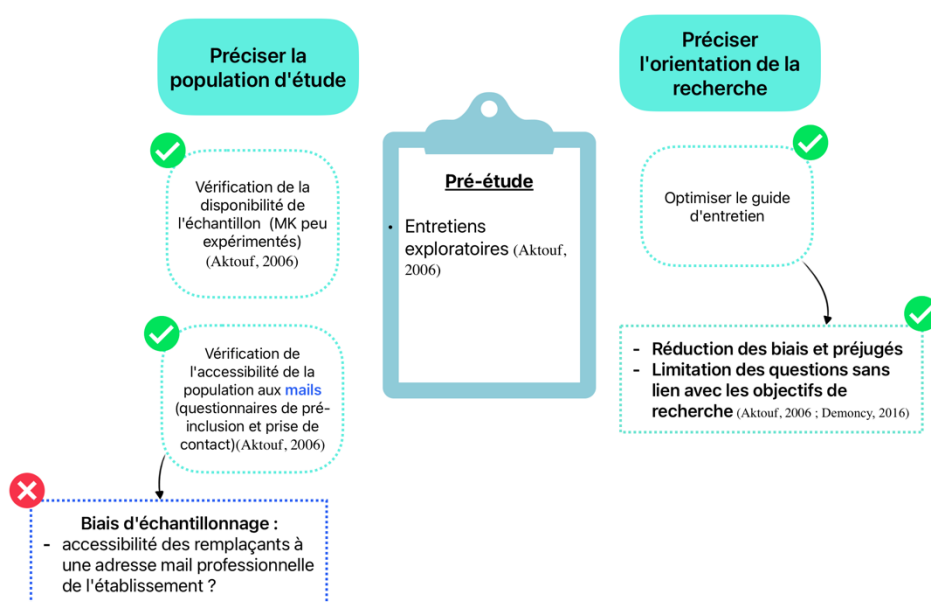 Préciser la
population d'étude
Vérification de la
disponibilité de
l'échantillon (MK peu
expérimentés)
(Aktouf, 2006)
Vérification de
l'accessibilité de la
population aux mails
(questionnaires de pré-
inclusion et prise de
contact)(Aktouf, 2006)
Biais d'échantillonnage :
- accessibilité des remplaçants à
une adresse mail professionnelle
de l'établissement ?
Pré-étude
• Entretiens
exploratoires (Aktouf,
2006)
Préciser
l'orientation de la
recherche
Optimiser le guide
d'entretien
- Réduction des biais et préjugés
- Limitation des questions sans
lien avec les objectifs de
recherche (Aktouf, 2006 ; Demoncy, 2016)